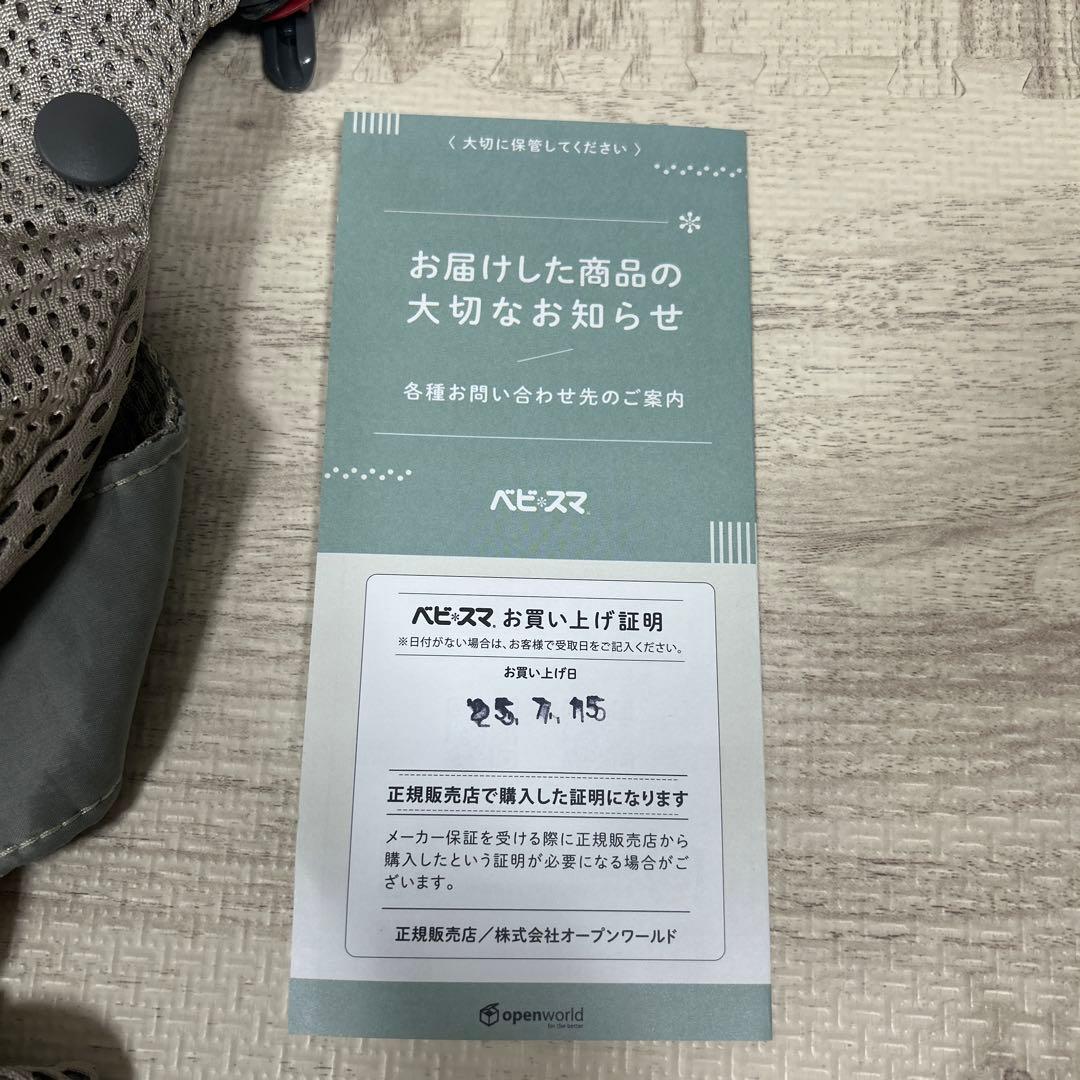 〈 大切に保管してください 〉
お届けした商品の
大切なお知らせ
各種お問い合わせ先のご案内
ベビ*スマ
ベビ*スマ お買い上げ証明
※日付がない場合は、お客様で受取日をご記入ください。
お買い上げ日
'25. 7. 15
正規販売店で購入した証明になります
メーカー保証を受ける際に正規販売店から
購入したという証明が必要になる場合がご
ざいます。
正規販売店／株式会社オープンワールド
openworld
for the better